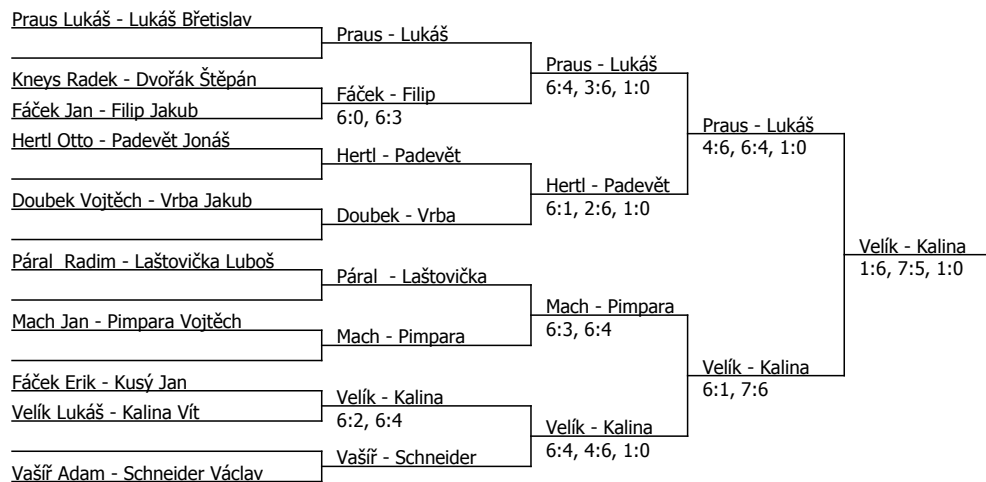 Praus Lukáš - Lukáš Břetislav
Praus - Lukáš
Praus - Lukáš
6:4, 3:6, 1:0
Kneys Radek - Dvořák Štěpán
Fáček - Filip
6:0, 6:3
Fáček Jan - Filip Jakub
Praus - Lukáš
4:6, 6:4, 1:0
Hertl Otto - Padevět Jonáš
Hertl - Padevět
Hertl - Padevět
6:1, 2:6, 1:0
Doubek Vojtěch - Vrba Jakub
Doubek - Vrba
Velík - Kalina
1:6, 7:5, 1:0
Páral  Radim - Laštovička Luboš
Páral  - Laštovička
Mach - Pimpara
6:3, 6:4
Mach Jan - Pimpara Vojtěch
Mach - Pimpara
Velík - Kalina
6:1, 7:6
Fáček Erik - Kusý Jan
Velík - Kalina
6:2, 6:4
Velík Lukáš - Kalina Vít
Velík - Kalina
6:4, 4:6, 1:0
Vašíř - Schneider
Vašíř Adam - Schneider Václav